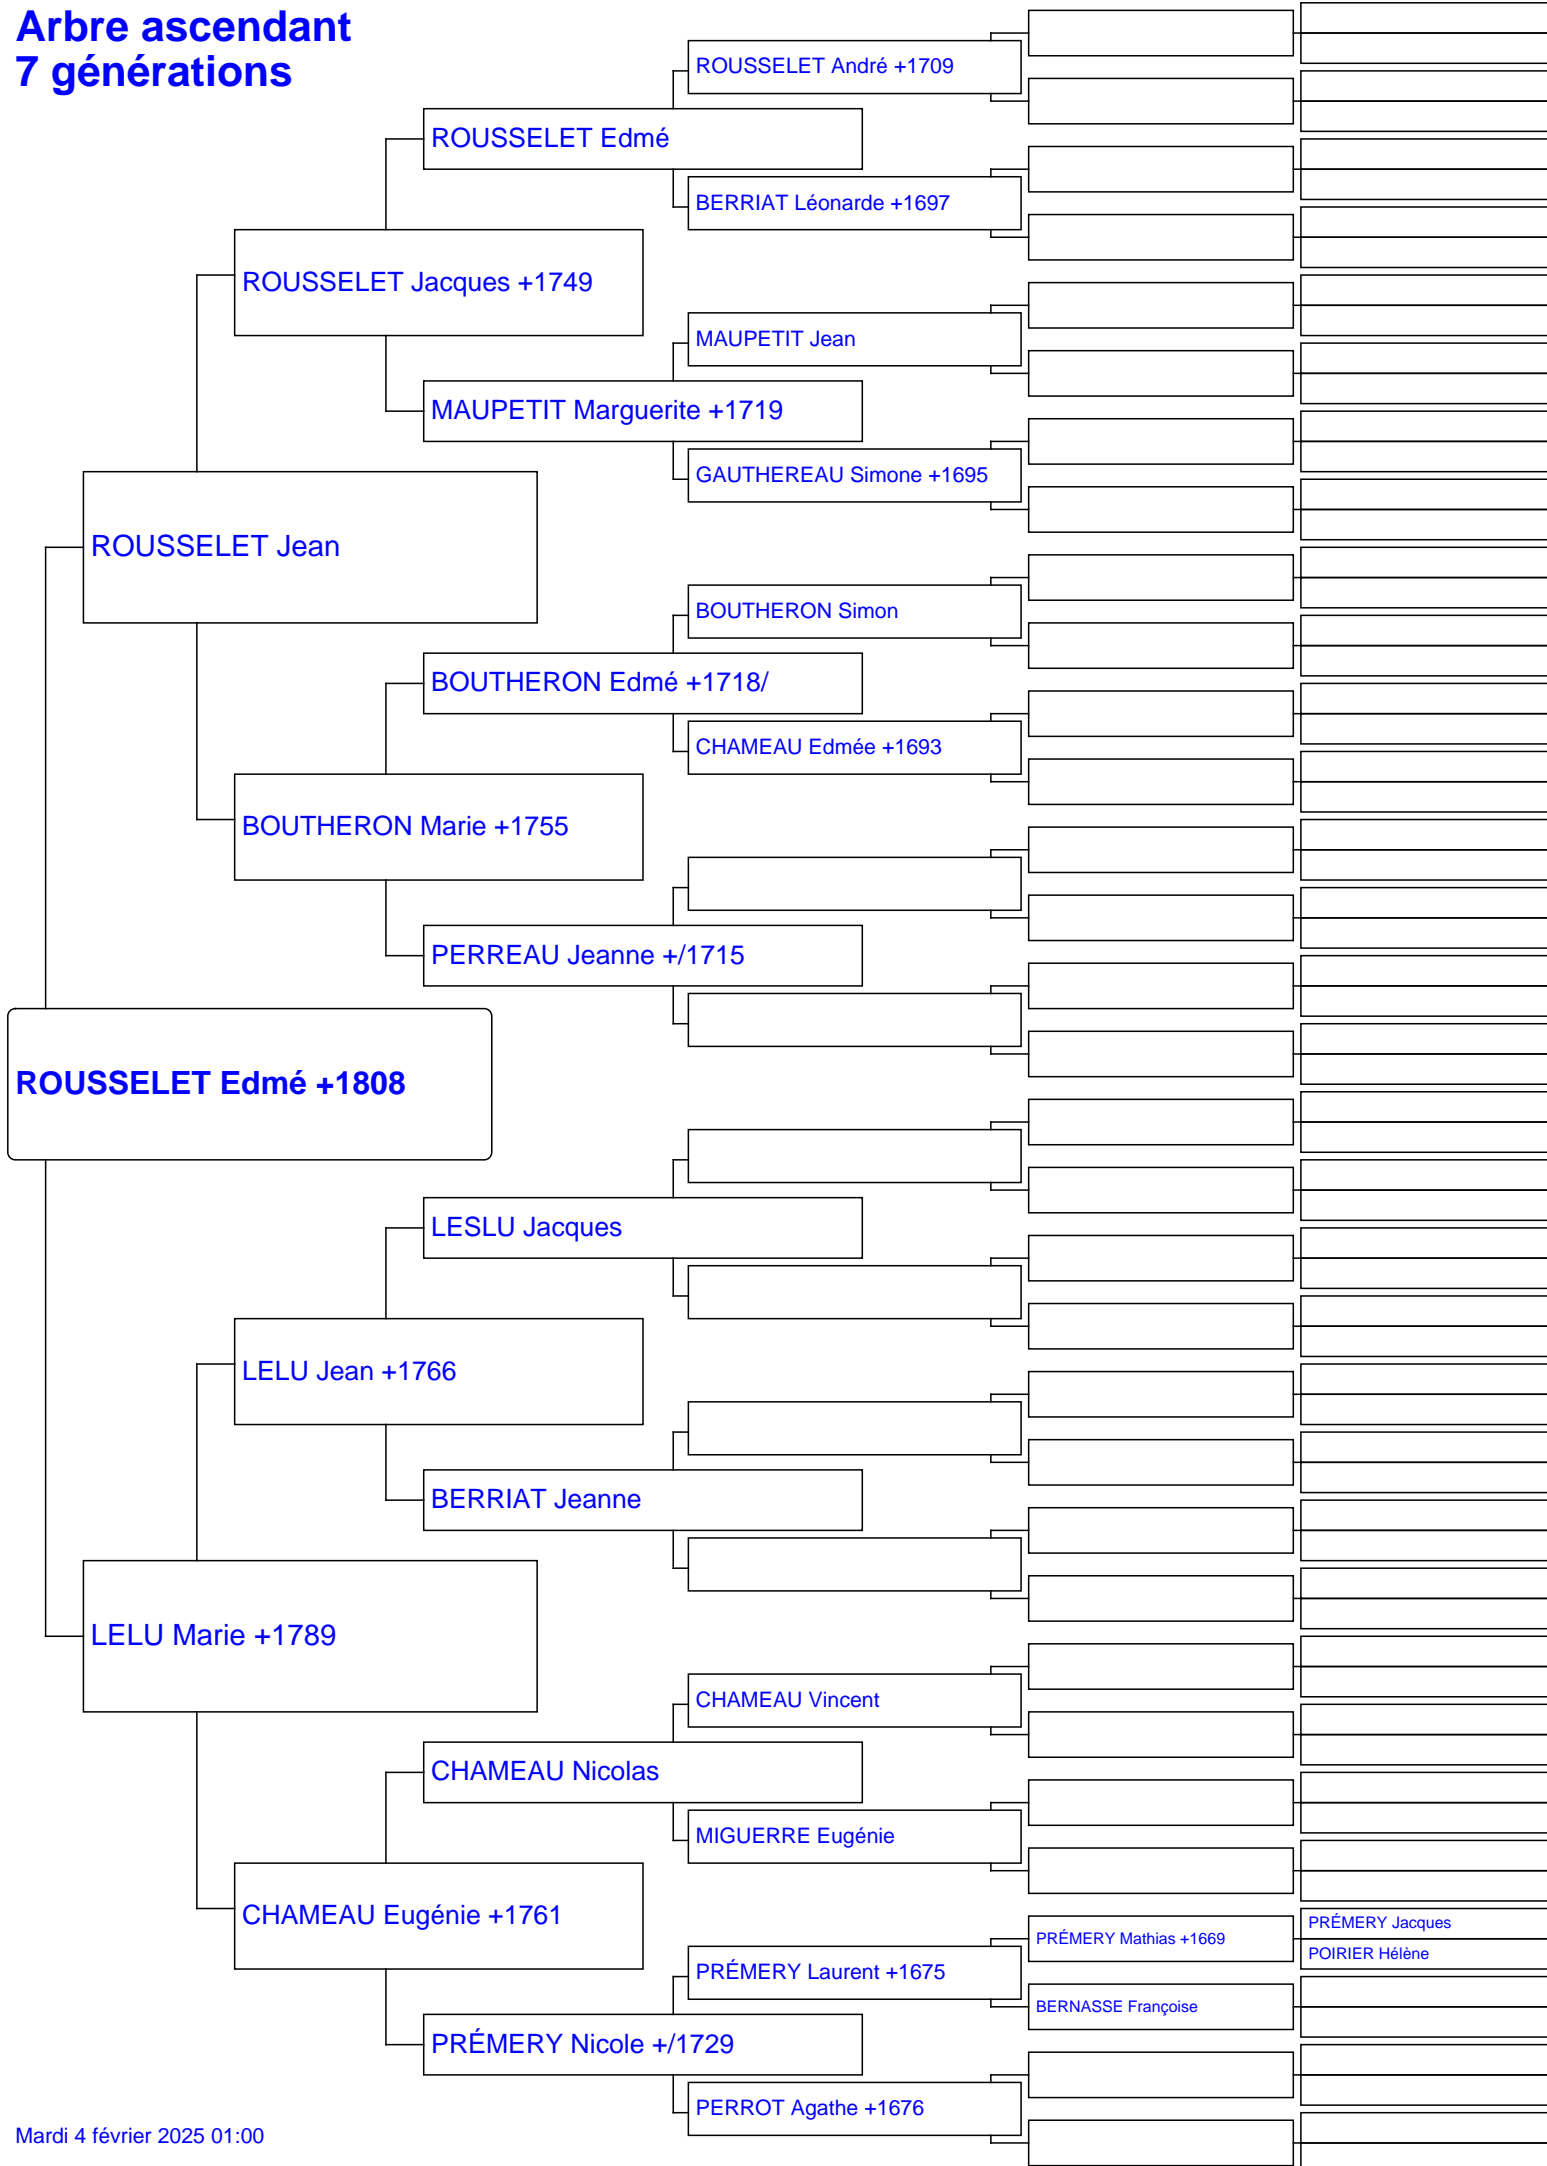 Arbre ascendant
7 générations
ROUSSELET André +1709
ROUSSELET Edmé
BERRIAT Léonarde +1697
ROUSSELET Jacques +1749
MAUPETIT Jean
MAUPETIT Marguerite +1719
GAUTHEREAU Simone +1695
ROUSSELET Jean
BOUTHERON Simon
BOUTHERON Edmé +1718/
CHAMEAU Edmée +1693
BOUTHERON Marie +1755
PERREAU Jeanne +/1715
ROUSSELET Edmé +1808
LESLU Jacques
LELU Jean +1766
BERRIAT Jeanne
LELU Marie +1789
CHAMEAU Vincent
CHAMEAU Nicolas
MIGUERRE Eugénie
CHAMEAU Eugénie +1761
PRÉMERY Jacques
PRÉMERY Mathias +1669
POIRIER Hélène
PRÉMERY Laurent +1675
BERNASSE Françoise
PRÉMERY Nicole +/1729
PERROT Agathe +1676
Mardi 4 février 2025 01:00